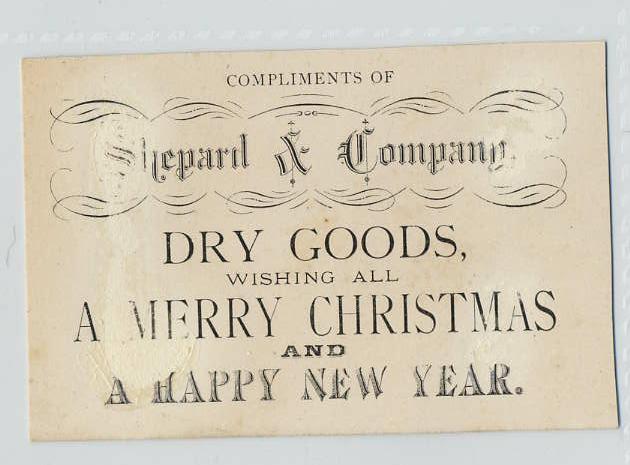 COMPLIMENTS OF
Shepard & Company,
DRY GOODS,
WISHING ALL
A MERRY CHRISTMAS
AND
A HAPPY NEW YEAR.